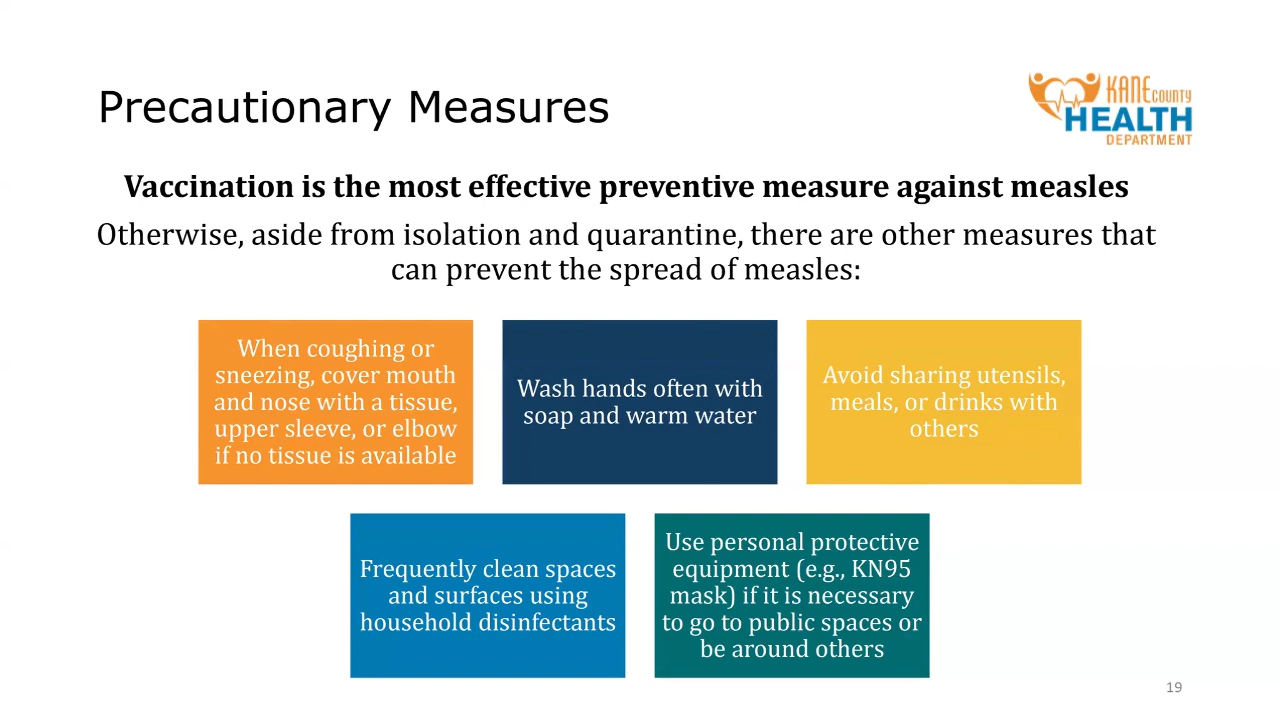 Precautionary Measures
KANE COUNTY
HEALTH
DEPARTMENT
Vaccination is the most effective preventive measure against measles
Otherwise, aside from isolation and quarantine, there are other measures that
can prevent the spread of measles:
When coughing or
sneezing, cover mouth
and nose with a tissue,
upper sleeve, or elbow
if no tissue is available
Wash hands often with
soap and warm water
Avoid sharing utensils,
meals, or drinks with
others
Frequently clean spaces
and surfaces using
household disinfectants
Use personal protective
equipment (e.g., KN95
mask) if it is necessary
to go to public spaces or
be around others
19